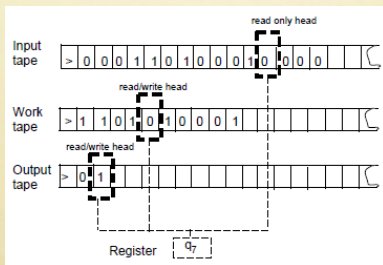 read only head
Input tape
> 0 0 0 1 1 0 1 0 0 0 1 0 0 0 0
read/write head
Work tape
> 1 1 0 1 0 1 0 0 0 1
read/write head
Output tape
> 0 1
Register q7